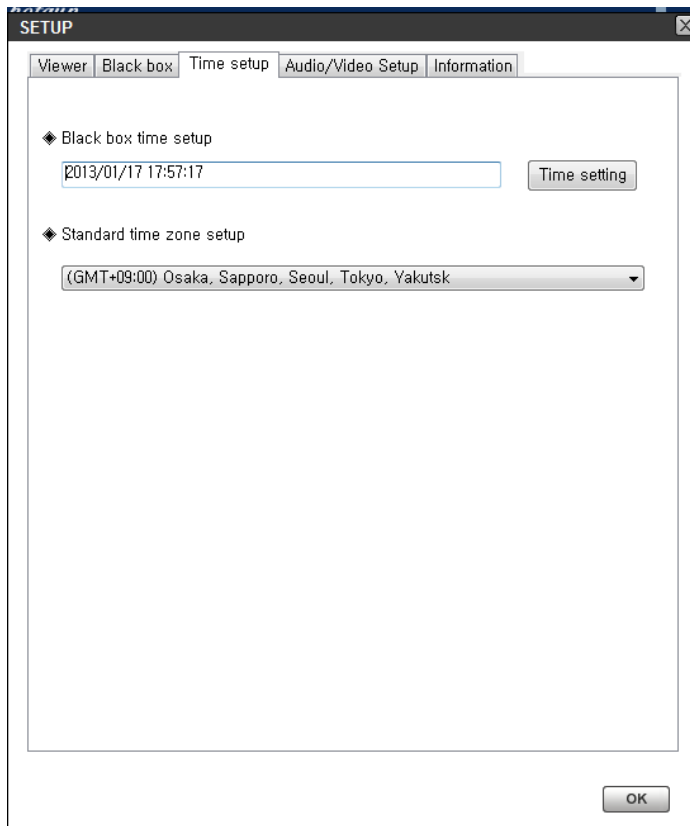 SETUP
Viewer Black box Time setup Audio/Video Setup Information
Black box time setup
2013/01/17 17:57:17 Time setting
Standard time zone setup
(GMT+09:00) Osaka, Sapporo, Seoul, Tokyo, Yakutsk
OK